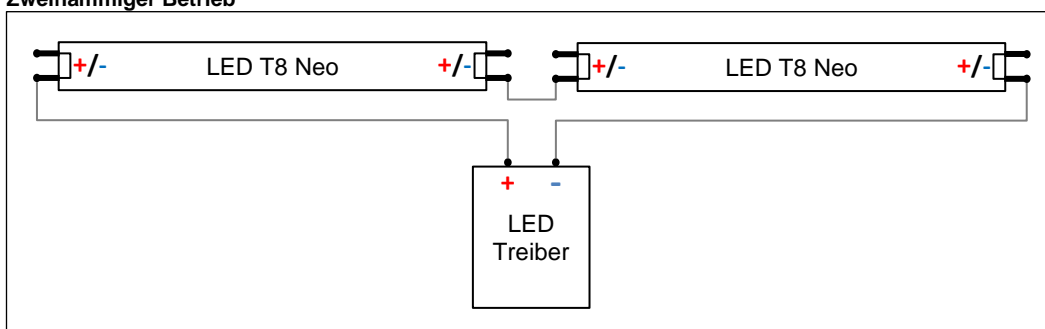 Zweiflammiger Betrieb
+/- LED T8 Neo +/- +/- LED T8 Neo +/-
+ -
LED
Treiber